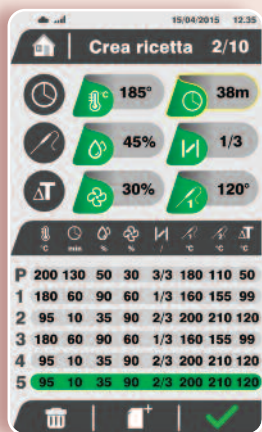 15/04/2015 12.35
Crea ricetta 2/10
°C 185° 38m
45% 1/3
ΔT 30% 1 120°
ΔT
°C min % % / °C °C °C
P 200 130 50 30 3/3 180 110 50
1 180 60 90 60 1/3 160 155 99
2 95 10 35 90 2/3 200 210 120
3 180 60 90 60 1/3 160 155 99
4 95 10 35 90 2/3 200 210 120
5 95 10 35 90 2/3 200 210 120